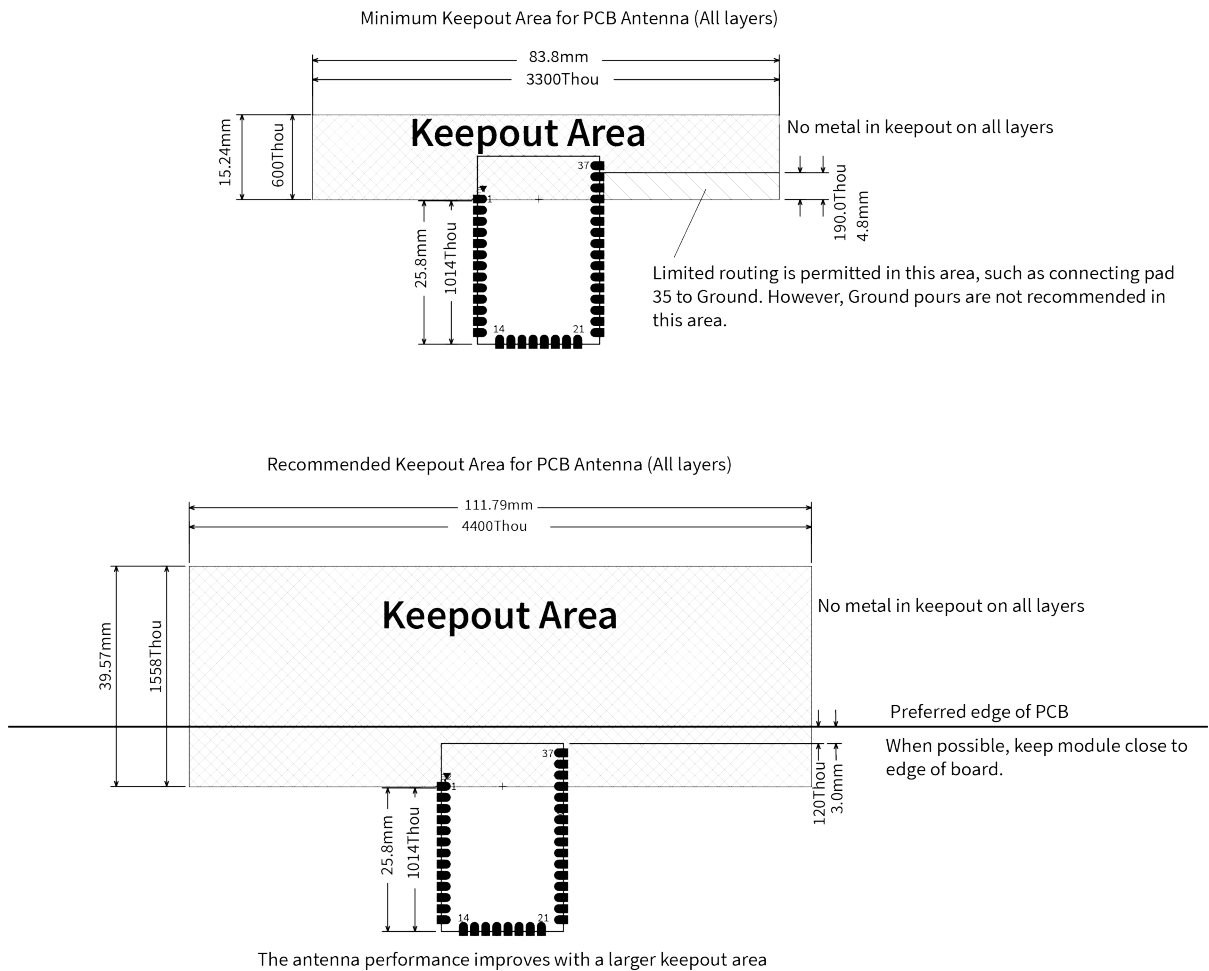 Minimum Keepout Area for PCB Antenna (All layers)
83.8mm
3300Thou
Keepout Area
No metal in keepout on all layers
15.24mm
600Thou
37
1
190.0Thou
4.8mm
25.8mm
1014Thou
Limited routing is permitted in this area, such as connecting pad
35 to Ground. However, Ground pours are not recommended in
this area.
14
21
Recommended Keepout Area for PCB Antenna (All layers)
111.79mm
4400Thou
Keepout Area
No metal in keepout on all layers
39.57mm
1558Thou
Preferred edge of PCB
When possible, keep module close to
edge of board.
37
1
120Thou
3.0mm
25.8mm
1014Thou
14
21
The antenna performance improves with a larger keepout area